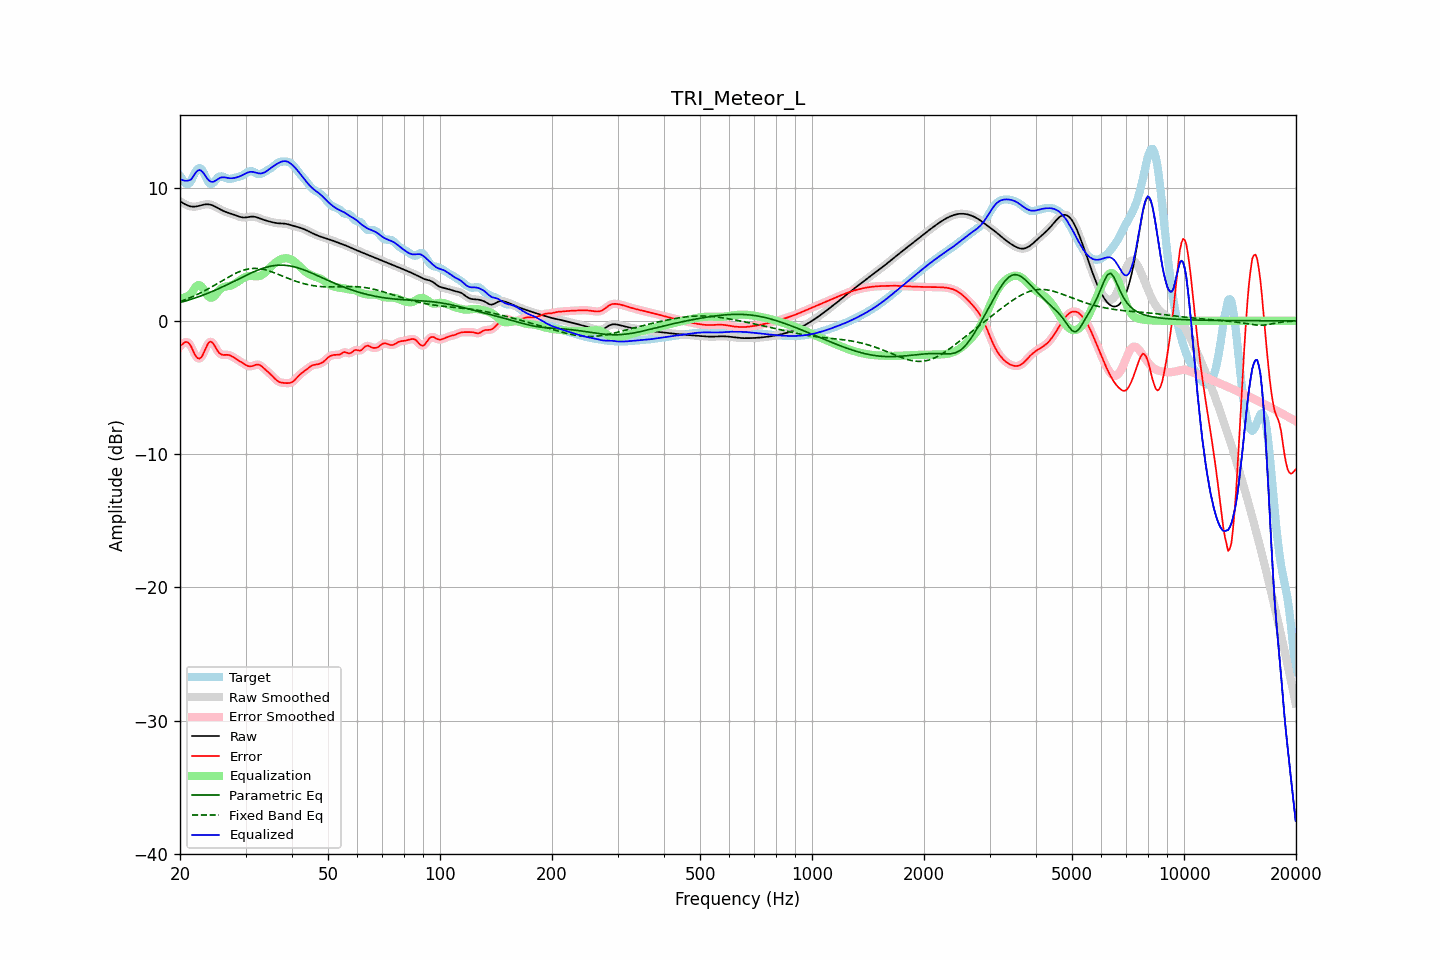 TRI_Meteor_L
Amplitude (dBr)
10
0
−10
−20
−30
−40
Target
Raw Smoothed
Error Smoothed
Raw
Error
Equalization
Parametric Eq
Fixed Band Eq
Equalized
20 50 100 200 500 1000 2000 5000 10000 20000
Frequency (Hz)